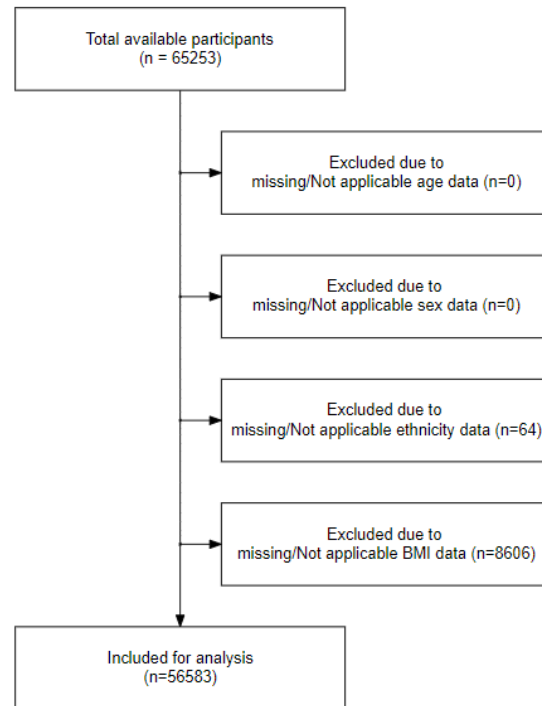 Total available participants
(n = 65253)
Excluded due to
missing/Not applicable age data (n=0)
Excluded due to
missing/Not applicable sex data (n=0)
Excluded due to
missing/Not applicable ethnicity data (n=64)
Excluded due to
missing/Not applicable BMI data (n=8606)
Included for analysis
(n=56583)